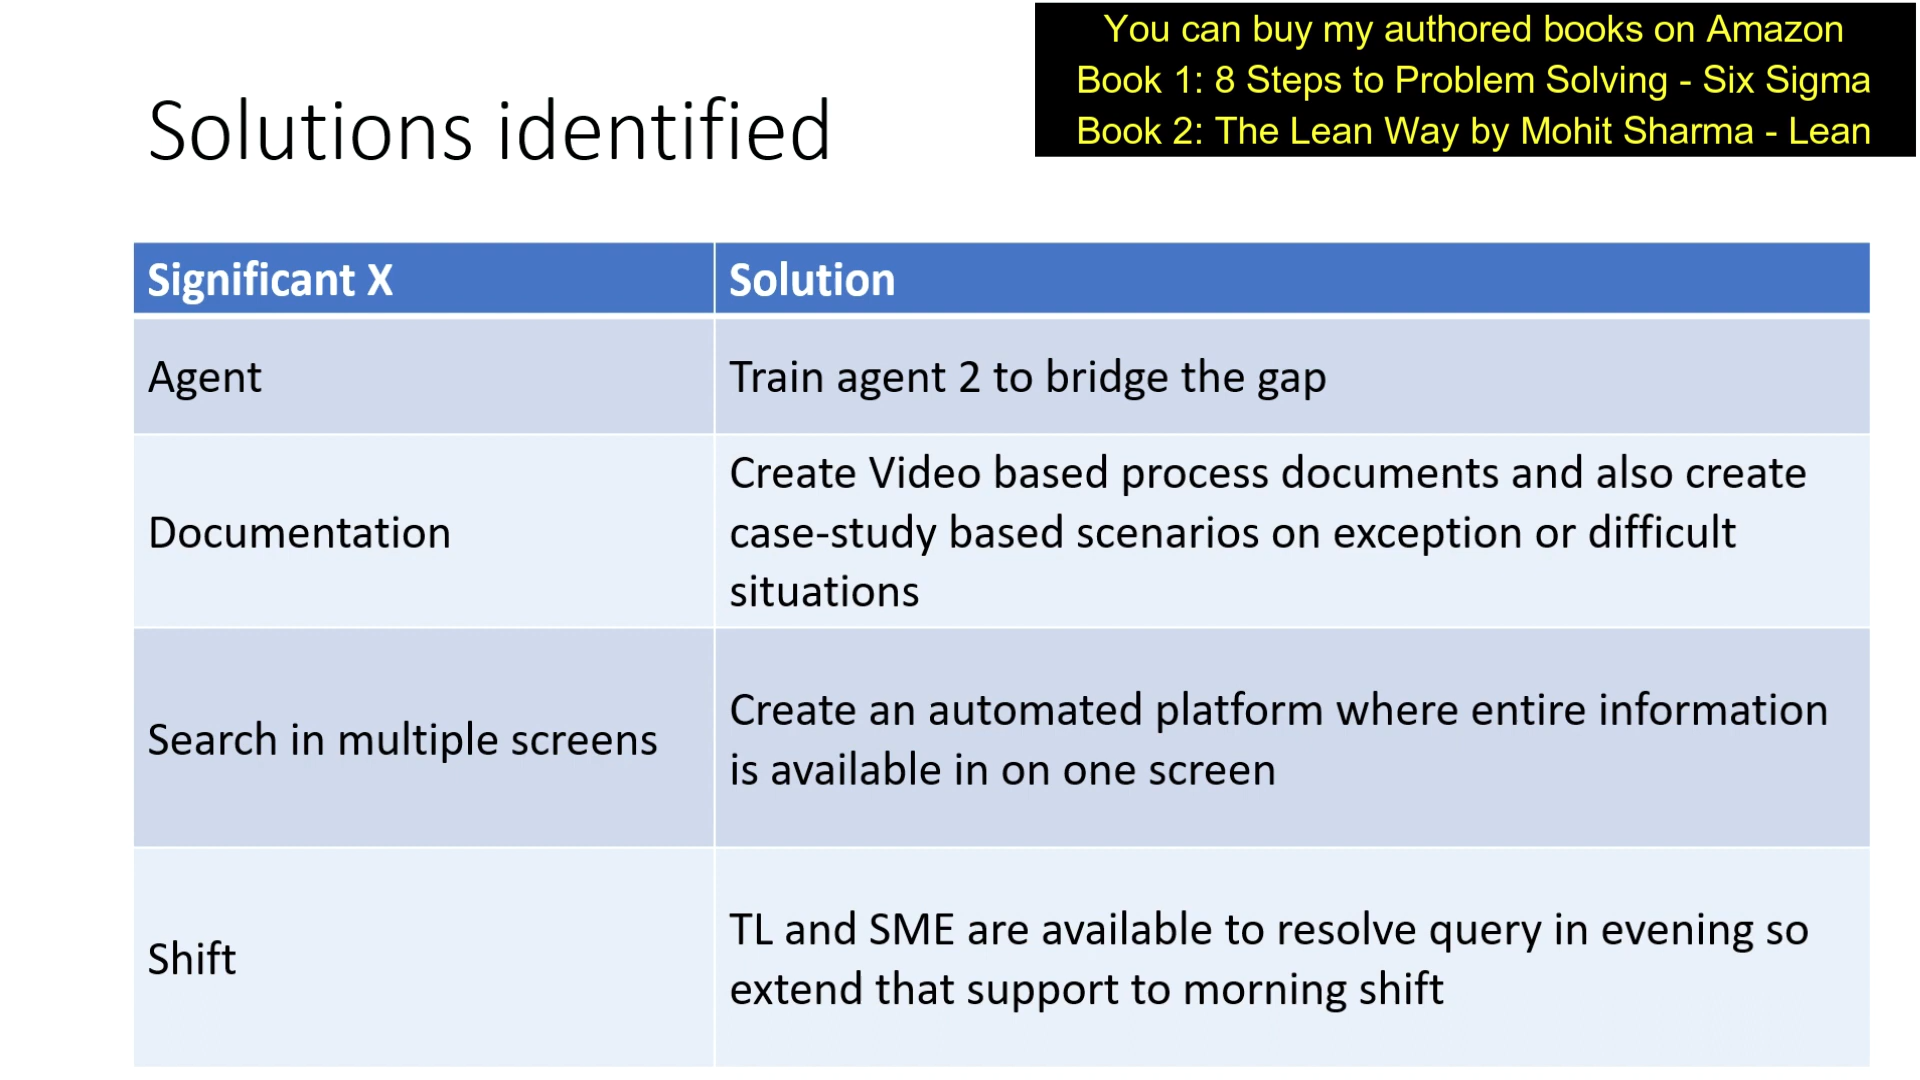 You can buy my authored books on Amazon
Book 1: 8 Steps to Problem Solving - Six Sigma
Book 2: The Lean Way by Mohit Sharma - Lean
Solutions identified
Significant X
Solution
Agent
Train agent 2 to bridge the gap
Documentation
Create Video based process documents and also create
case-study based scenarios on exception or difficult
situations
Search in multiple screens
Create an automated platform where entire information
is available in on one screen
Shift
TL and SME are available to resolve query in evening so
extend that support to morning shift